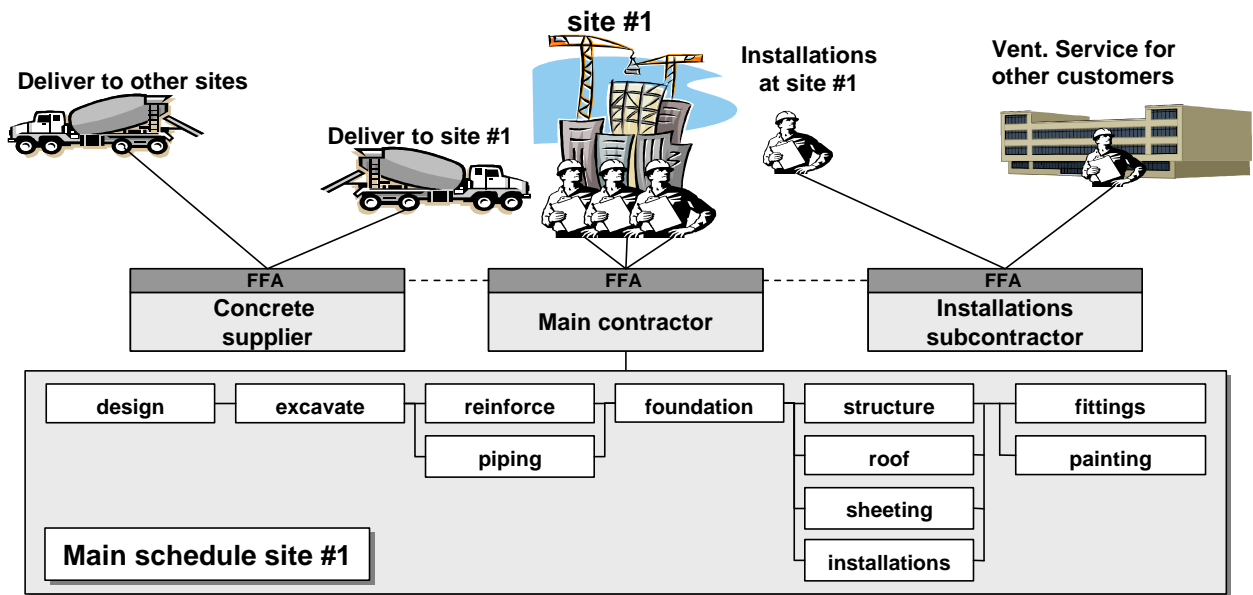 site #1
Deliver to other sites
Deliver to site #1
Installations
at site #1
Vent. Service for
other customers
FFA
Concrete
supplier
FFA
Main contractor
FFA
Installations
subcontractor
design
excavate
reinforce
foundation
structure
fittings
piping
roof
painting
sheeting
installations
Main schedule site #1